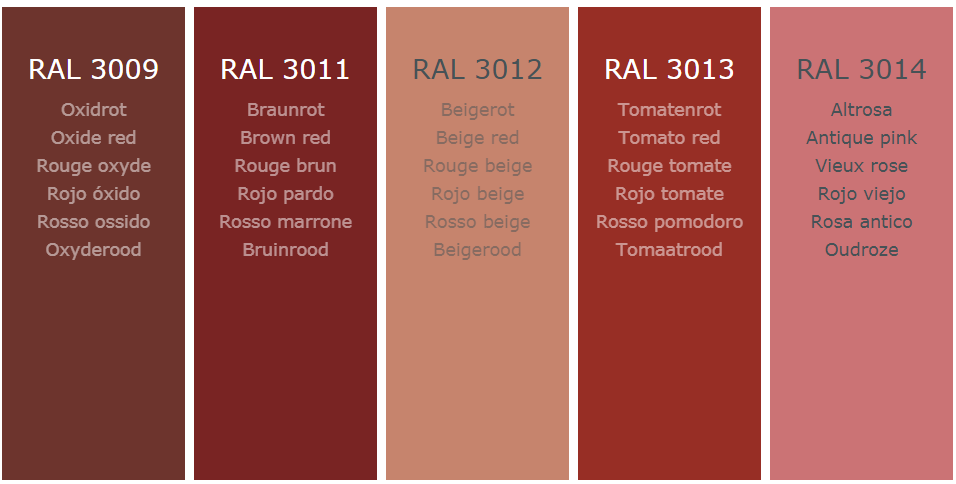 RAL 3009
Oxidrot
Oxide red
Rouge oxyde
Rojo óxido
Rosso ossido
Oxyderood
RAL 3011
Braunrot
Brown red
Rouge brun
Rojo pardo
Rosso marrone
Bruinrood
RAL 3012
Beigerot
Beige red
Rouge beige
Rojo beige
Rosso beige
Beigerood
RAL 3013
Tomatenrot
Tomato red
Rouge tomate
Rojo tomate
Rosso pomodoro
Tomaatrood
RAL 3014
Altrosa
Antique pink
Vieux rose
Rojo viejo
Rosa antico
Oudroze